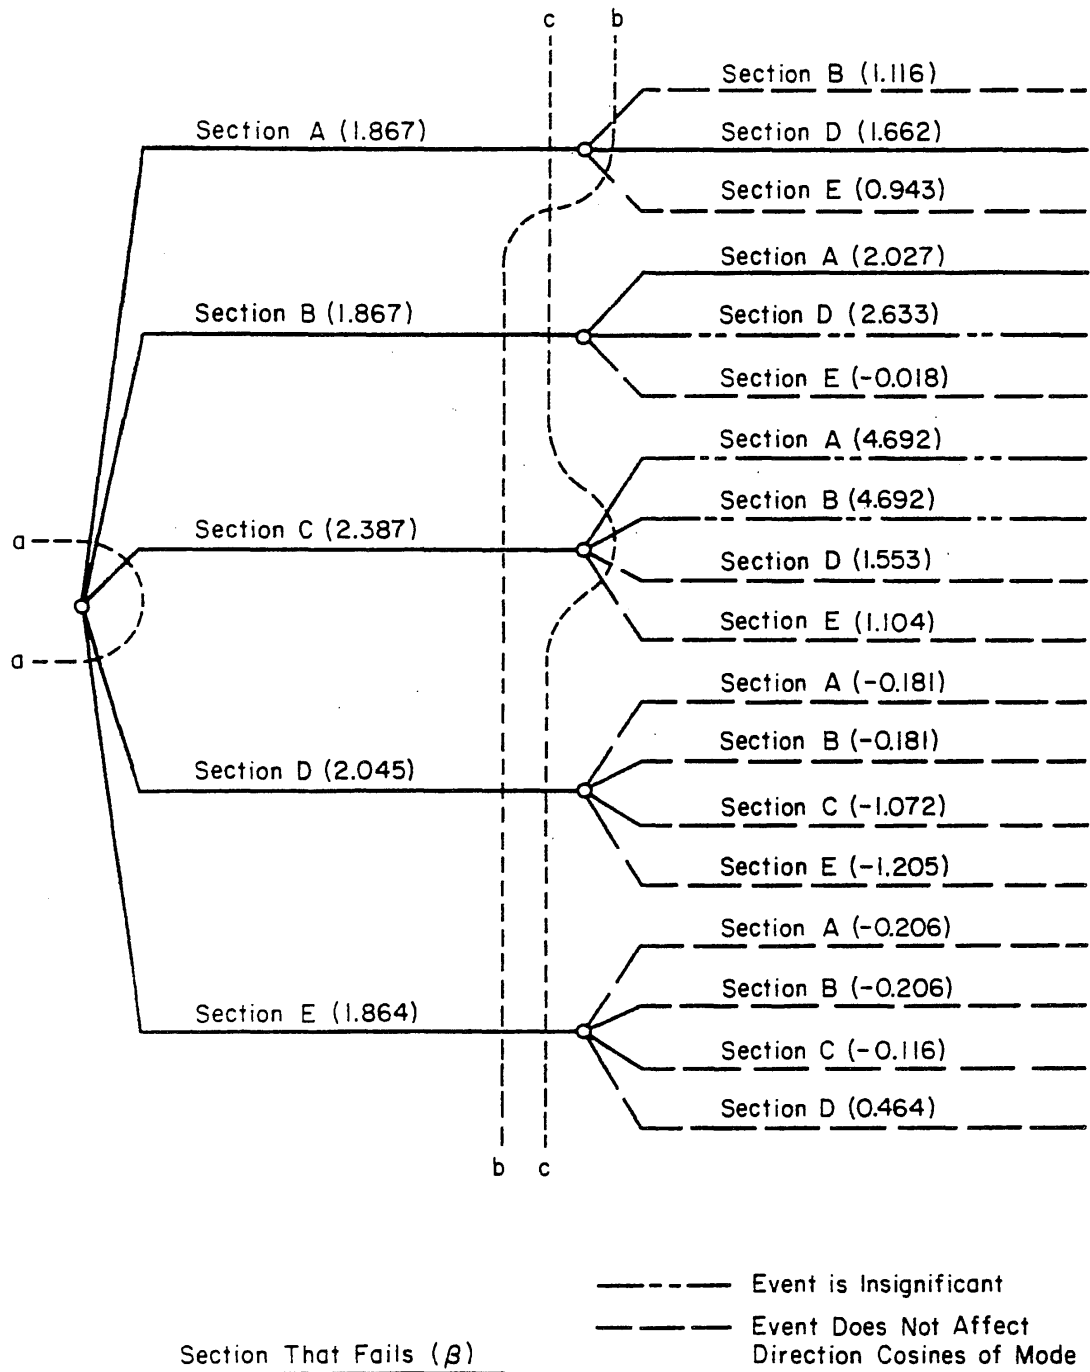 c b
Section B (1.116)
Section A (1.867)
Section D (1.662)
Section E (0.943)
Section A (2.027)
Section B (1.867)
Section D (2.633)
Section E (-0.018)
Section A (4.692)
Section B (4.692)
Section C (2.387)
a
Section D (1.553)
Section E (1.104)
a
Section A (-0.181)
Section B (-0.181)
Section D (2.045)
Section C (-1.072)
Section E (-1.205)
Section A (-0.206)
Section B (-0.206)
Section E (1.864)
Section C (-0.116)
Section D (0.464)
b c
Event is Insignificant
Event Does Not Affect
Direction Cosines of Mode
Section That Fails (β)